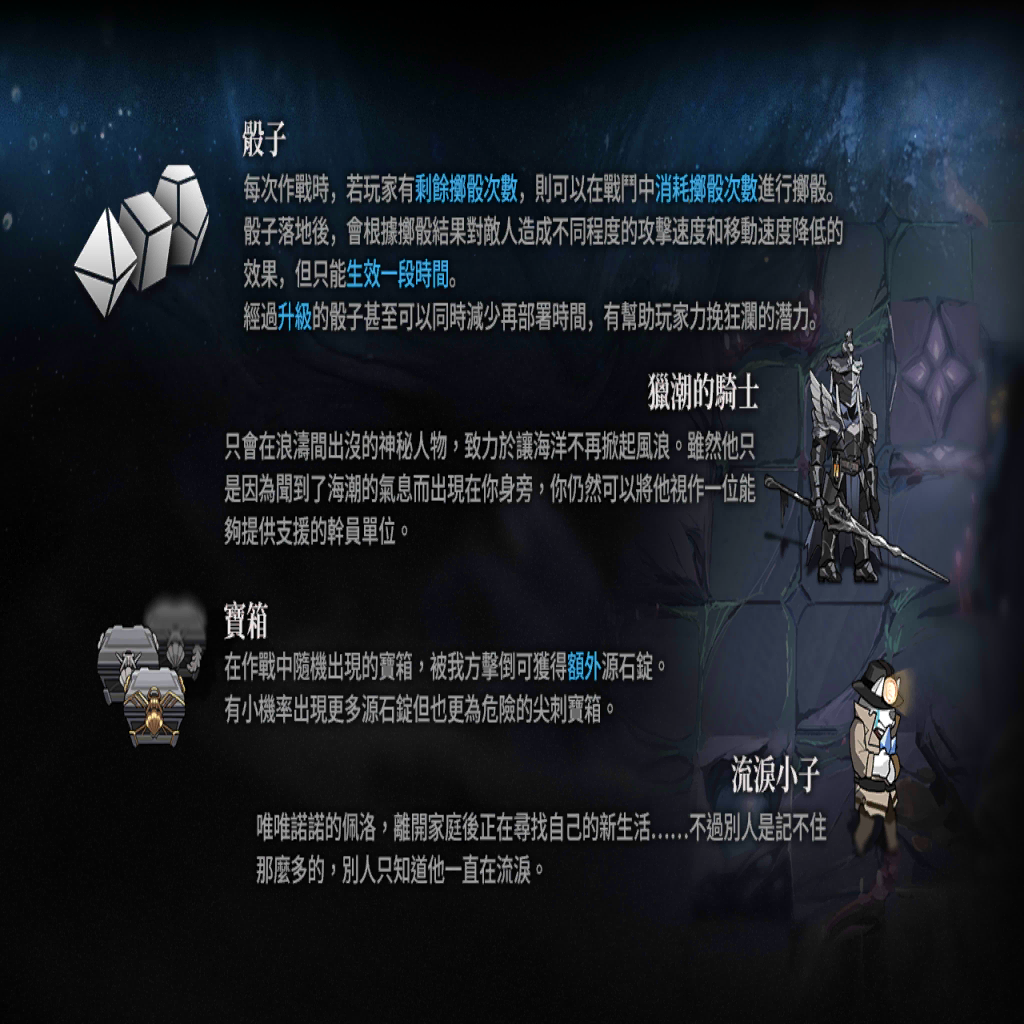 骰子
每次作戰時，若玩家有剩餘擲骰次數，則可以在戰鬥中消耗擲骰次數進行擲骰。
骰子落地後，會根據擲骰結果對敵人造成不同程度的攻擊速度和移動速度降低的
效果，但只能生效一段時間。
經過升級的骰子甚至可以同時減少再部署時間，有幫助玩家力挽狂瀾的潛力。
獵潮的騎士
只會在浪濤間出沒的神秘人物，致力於讓海洋不再掀起風浪。雖然他只
是因為聞到了海潮的氣息而出現在你身旁，你仍然可以將他視作一位能
夠提供支援的幹員單位。
寶箱
在作戰中隨機出現的寶箱，被我方擊倒可獲得額外源石錠。
有小機率出現更多源石錠但也更為危險的尖刺寶箱。
流淚小子
唯唯諾諾的佩洛，離開家庭後正在尋找自己的新生活……不過別人是記不住
那麼多的，別人只知道他一直在流淚。